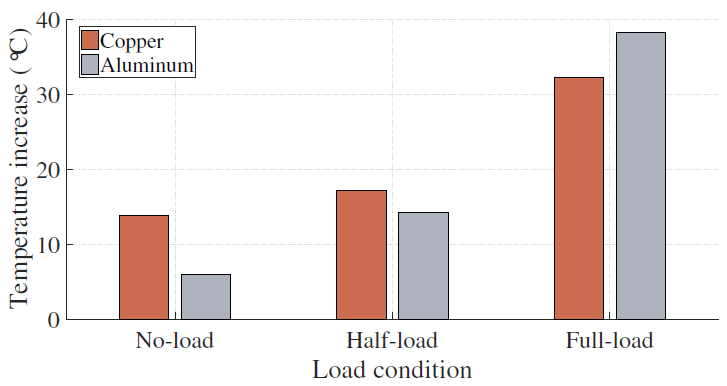 Temperature increase (℃)
40
30
20
10
0
Copper
Aluminum
No-load
Half-load
Full-load
Load condition